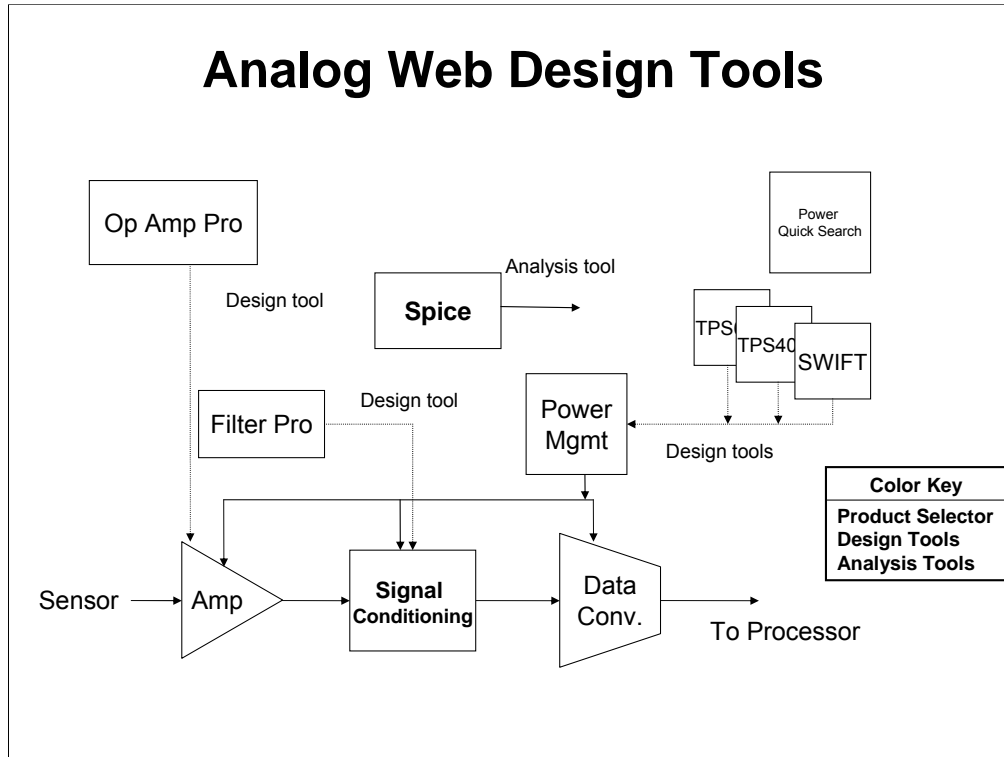 Analog Web Design Tools
Op Amp Pro
Power
Quick Search
Analysis tool
Design tool
Spice
TPS40
SWIFT
Filter Pro
Design tool
Power
Mgmt
Design tools
Color Key
Product Selector
Design Tools
Analysis Tools
Sensor
Amp
Signal
Conditioning
Data
Conv.
To Processor